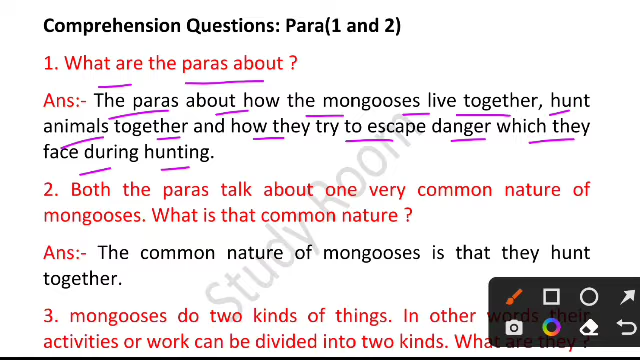 Comprehension Questions: Para(1 and 2)
1. What are the paras about ?
Ans:- The paras about how the mongooses live together, hunt
animals together and how they try to escape danger which they
face during hunting.
2. Both the paras talk about one very common nature of
mongooses. What is that common nature ?
Ans:- The common nature of mongooses is that they hunt
together.
3. mongooses do two kinds of things. In other words their
activities or work can be divided into two kinds. What are they ?
Study Room